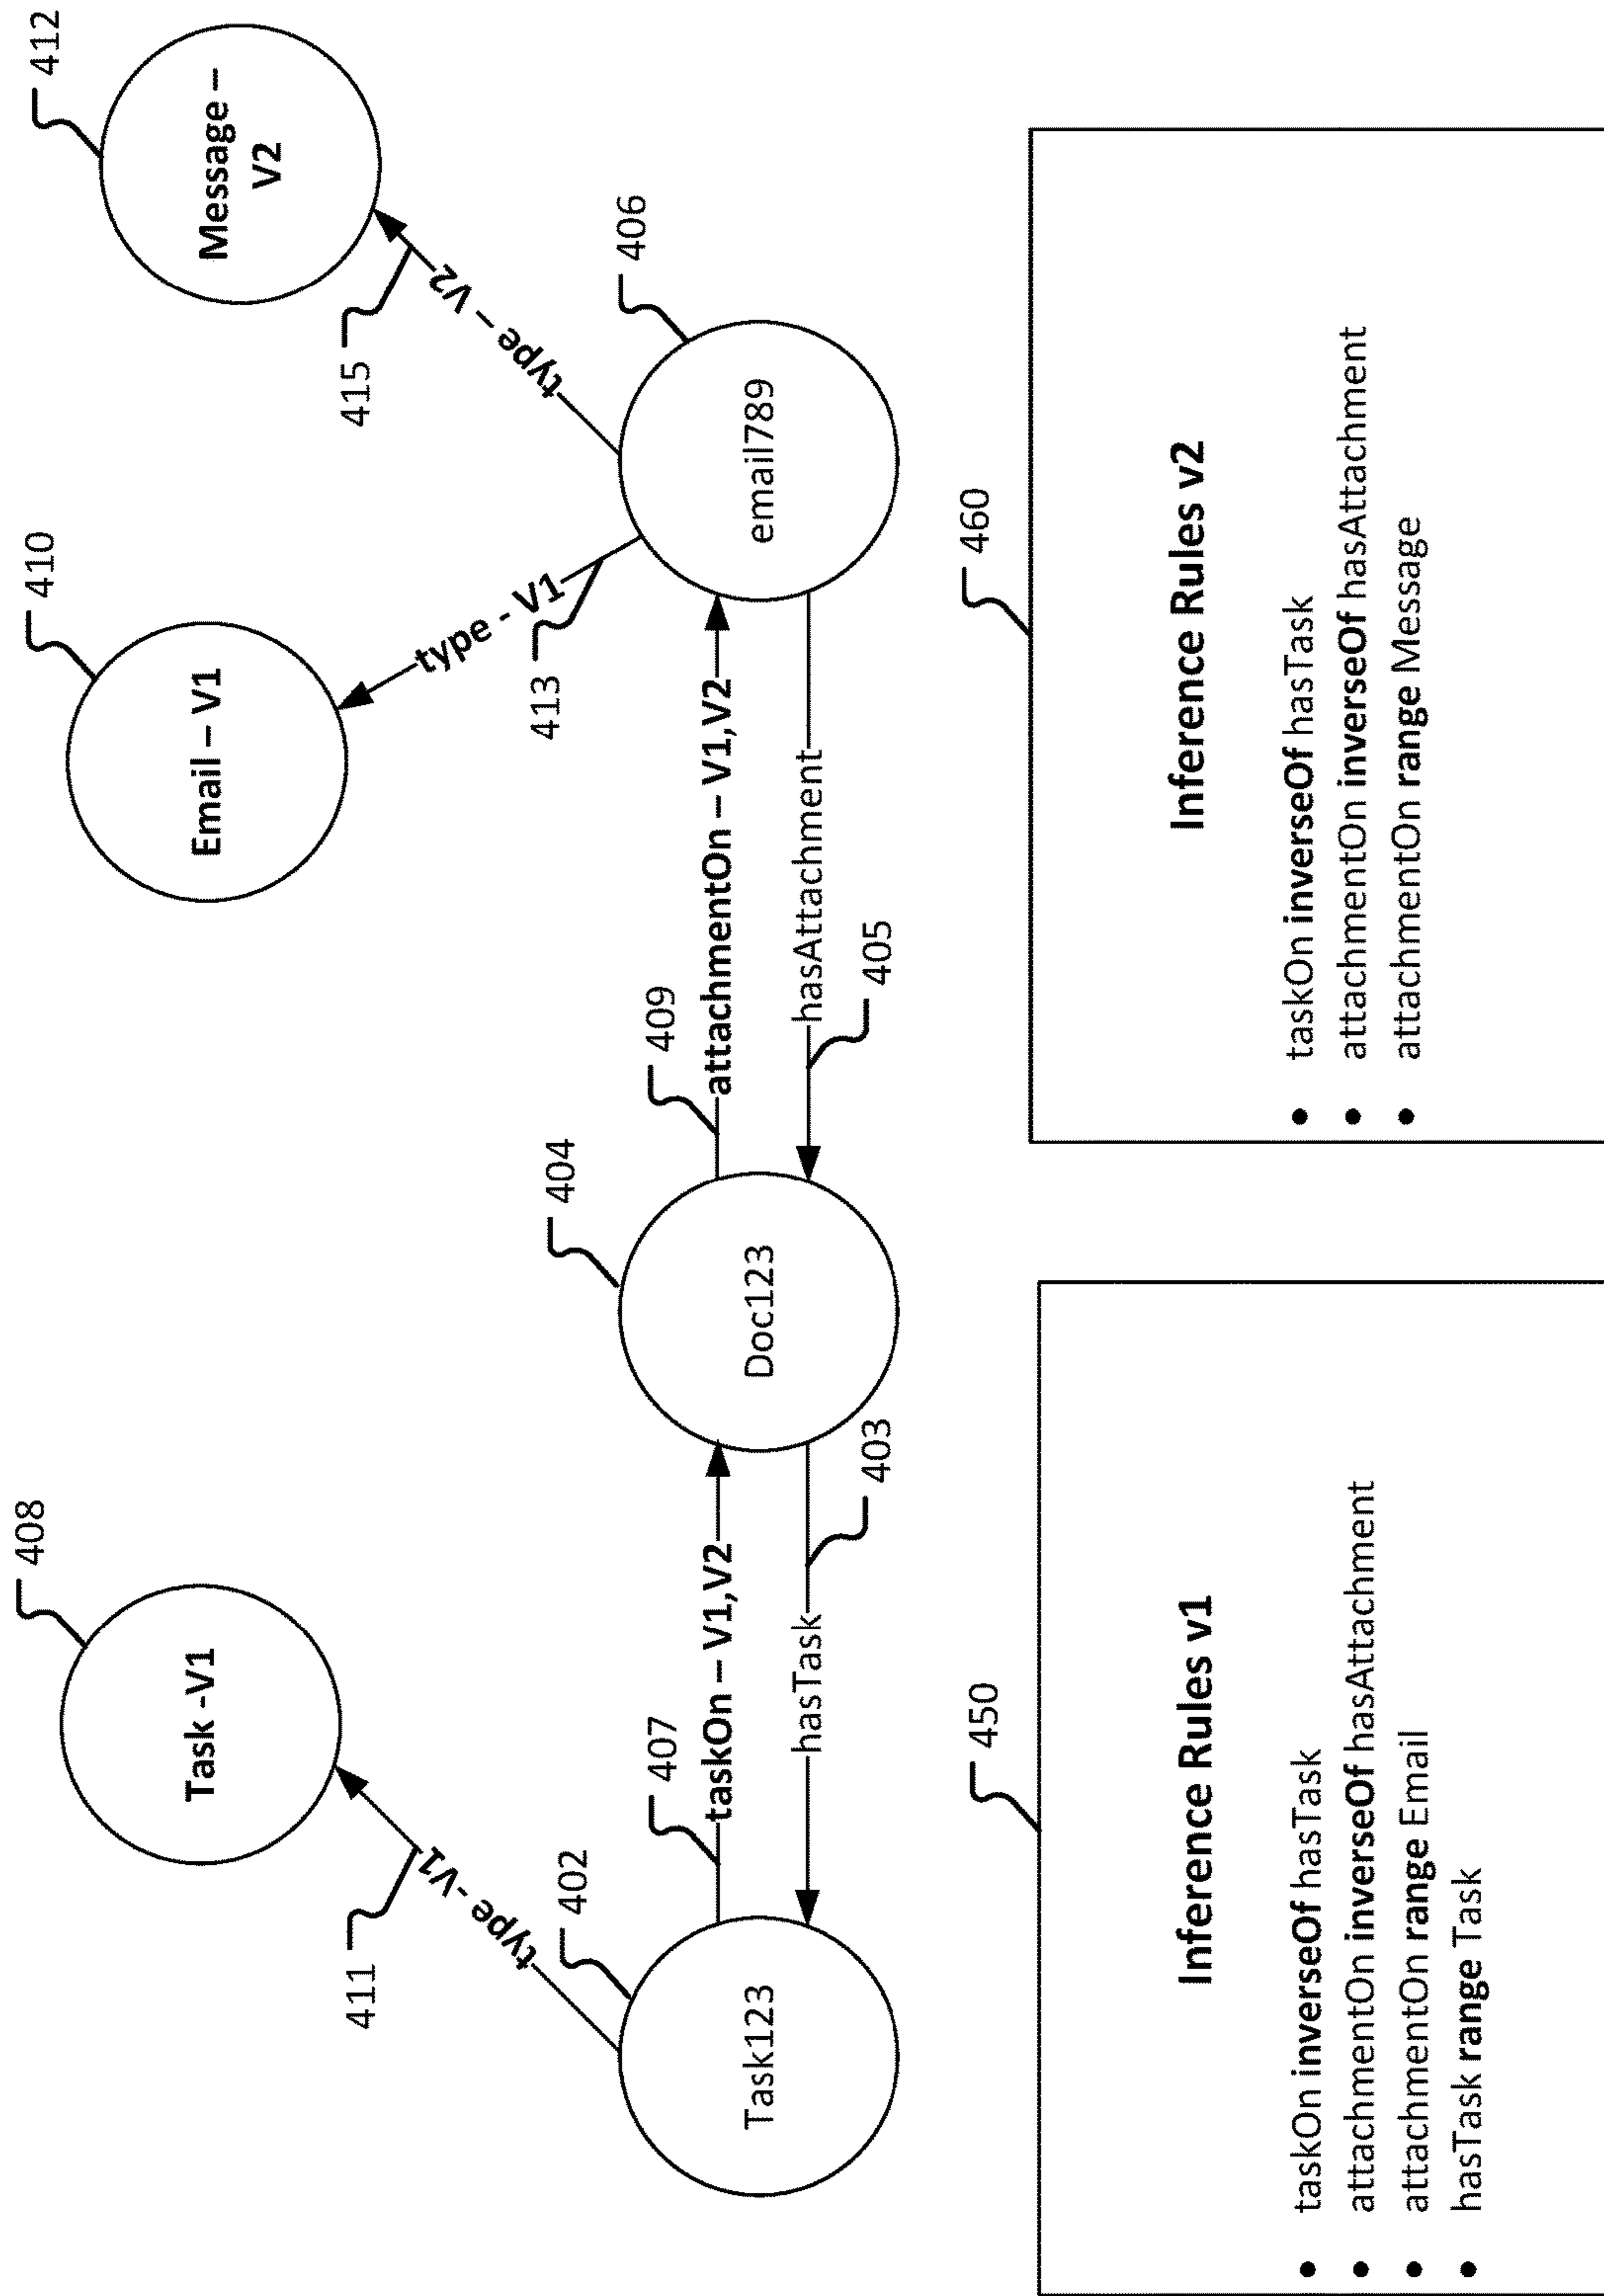 408
Task -V1
410
Email – V1
412
Message –
V2
411
type - V1
413
type - V1
415
type – V2
402
Task123
407
taskOn – V1,V2
hasTask
403
404
Doc123
409
attachmentOn – V1,V2
hasAttachment
405
406
email789
450
Inference Rules v1
• taskOn inverseOf hasTask
• attachmentOn inverseOf hasAttachment
• attachmentOn range Email
• hasTask range Task
460
Inference Rules v2
• taskOn inverseOf hasTask
• attachmentOn inverseOf hasAttachment
• attachmentOn range Message